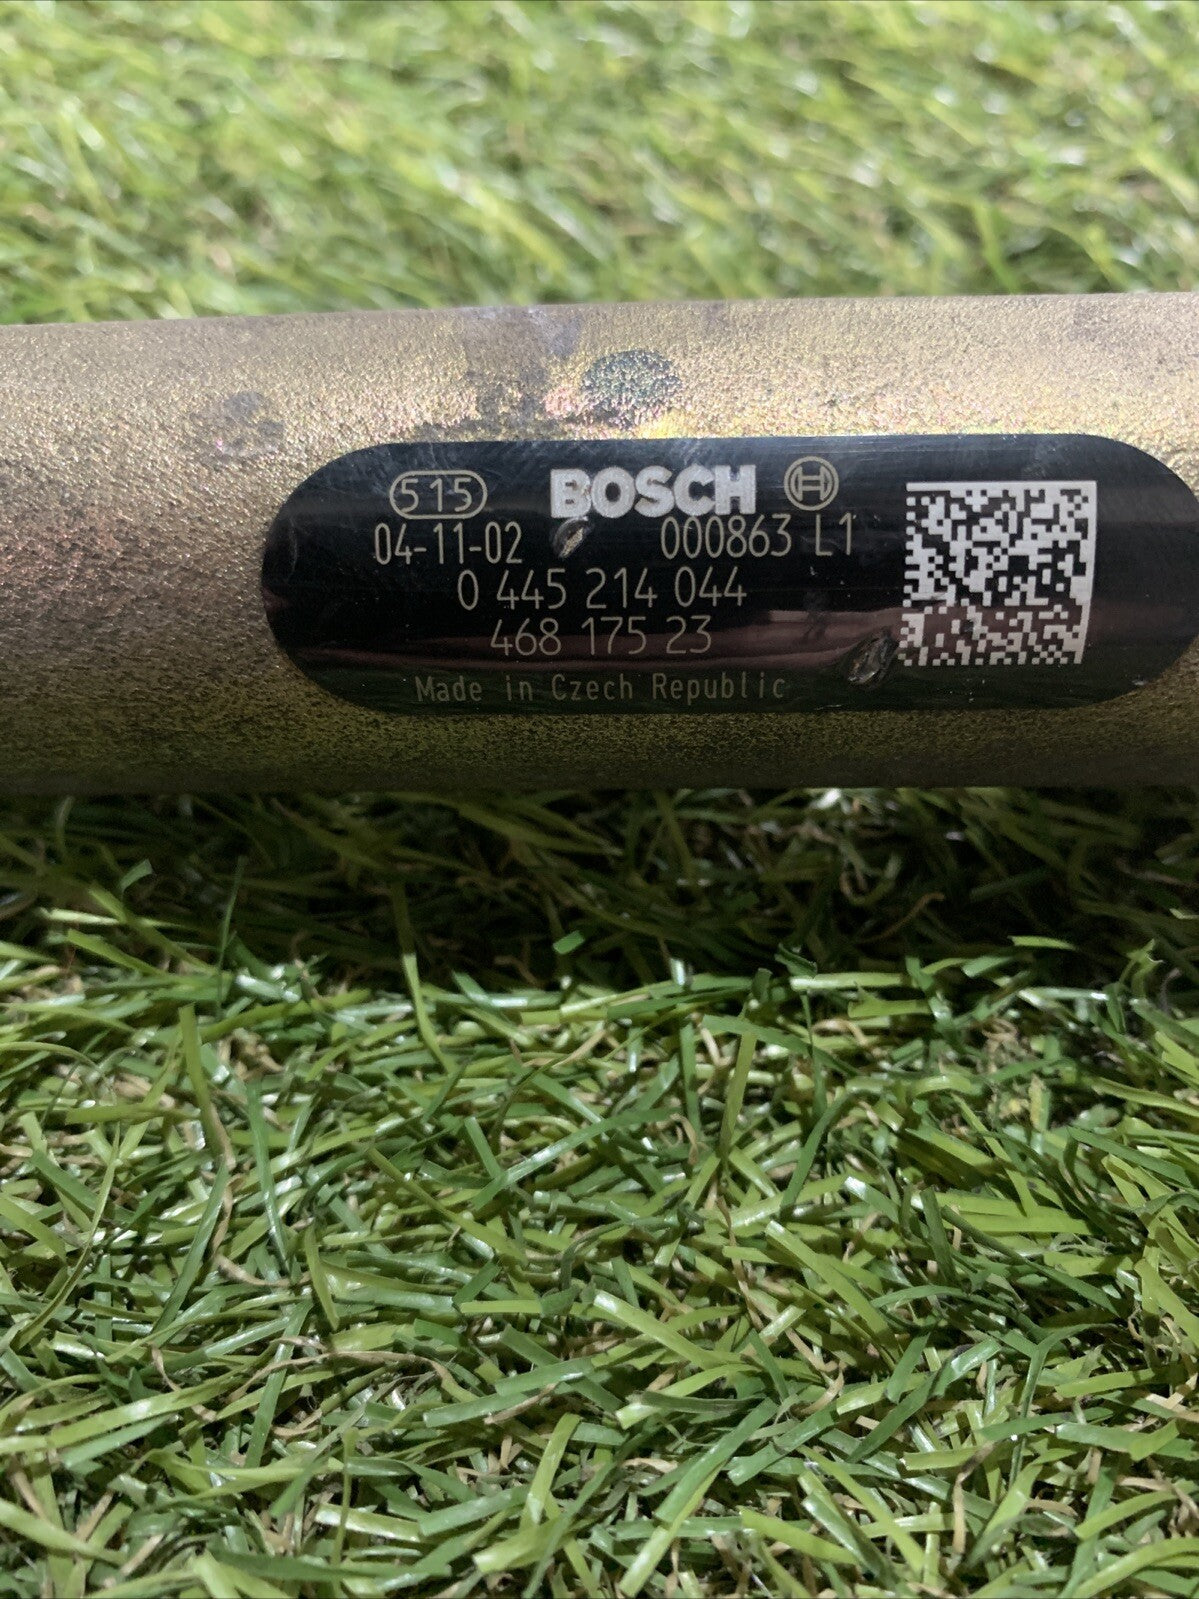 515 BOSCH
04-11-02 000863 L1
0 445 214 044
468 175 23
Made in Czech Republic